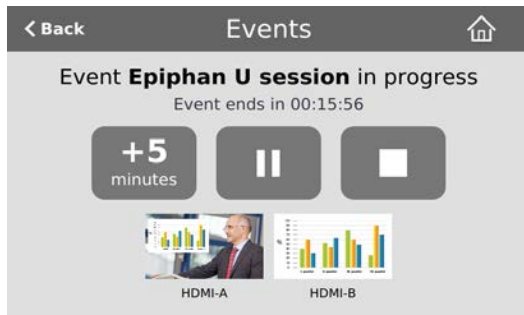 Back
Events
Event Epiphan U session in progress
Event ends in 00:15:56
+5
minutes
HDMI-A
HDMI-B